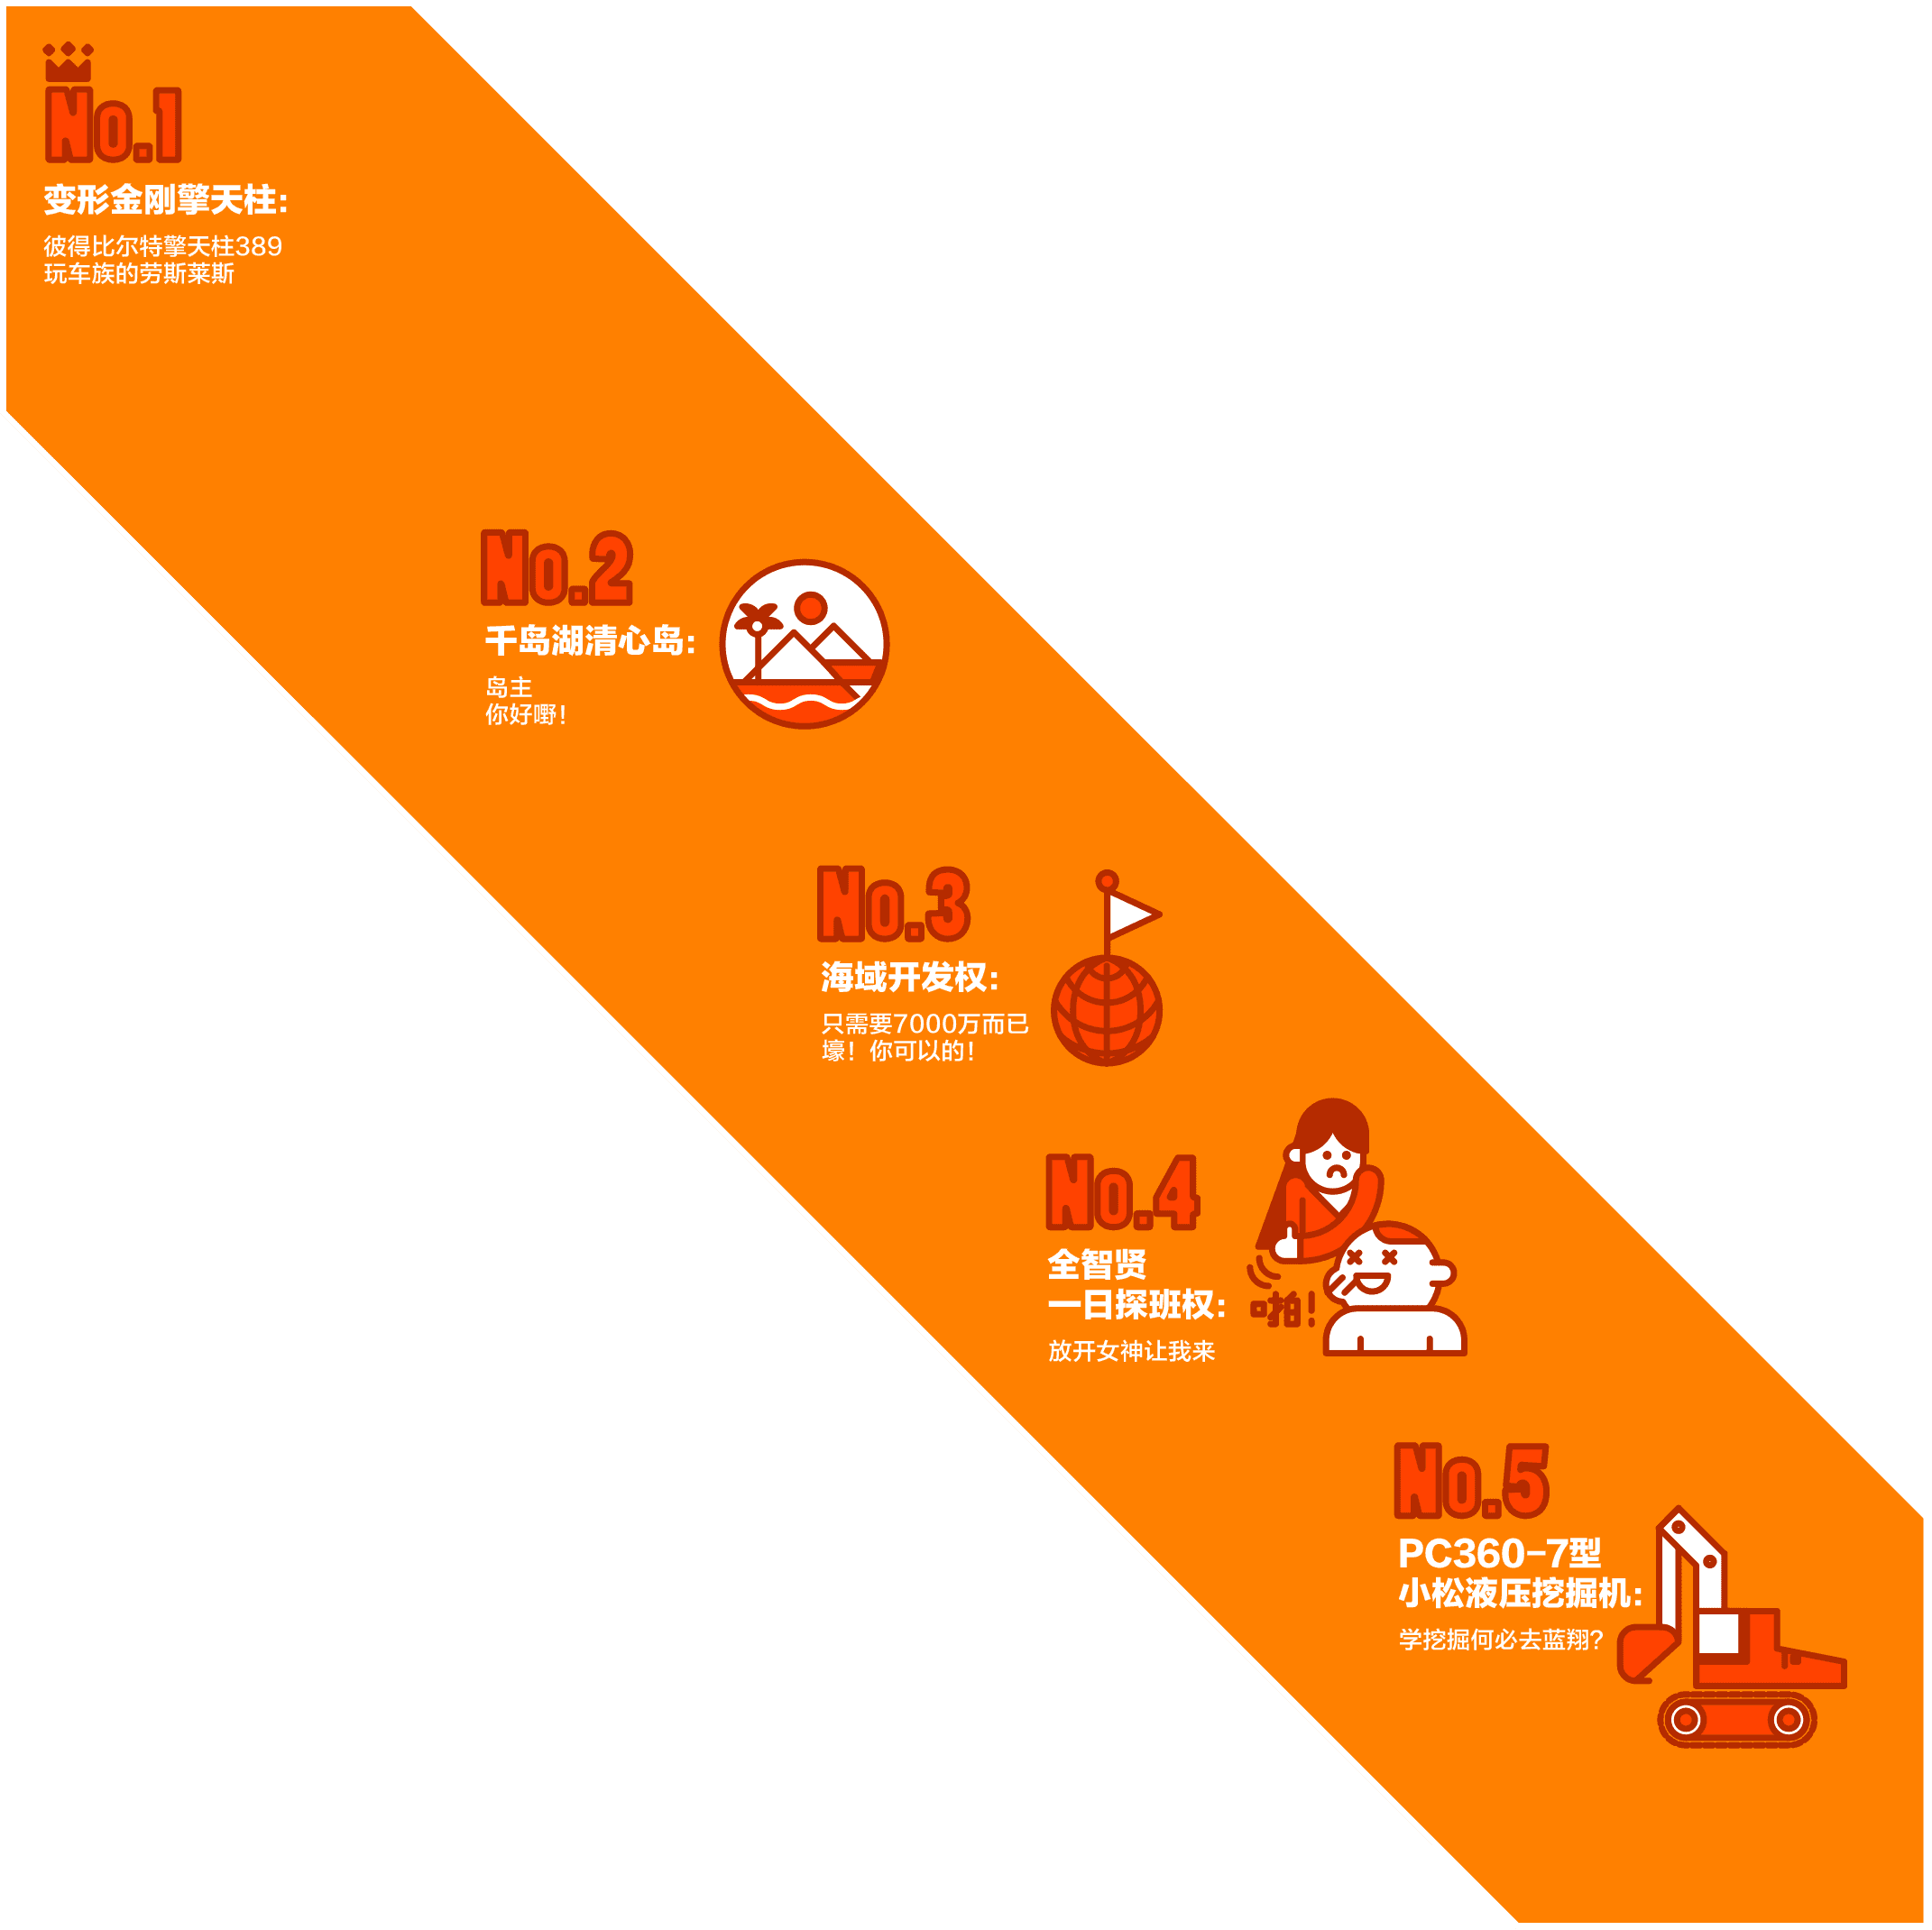 No.1
变形金刚擎天柱:
彼得比尔特擎天柱389
玩车族的劳斯莱斯
No.2
千岛湖清心岛:
岛主
你好嘢!
No.3
海域开发权:
只需要7000万而已
壕！你可以的!
No.4
全智贤
一日探班权:
放开女神让我来
啪!
No.5
PC360-7型
小松液压挖掘机:
学挖掘何必去蓝翔?